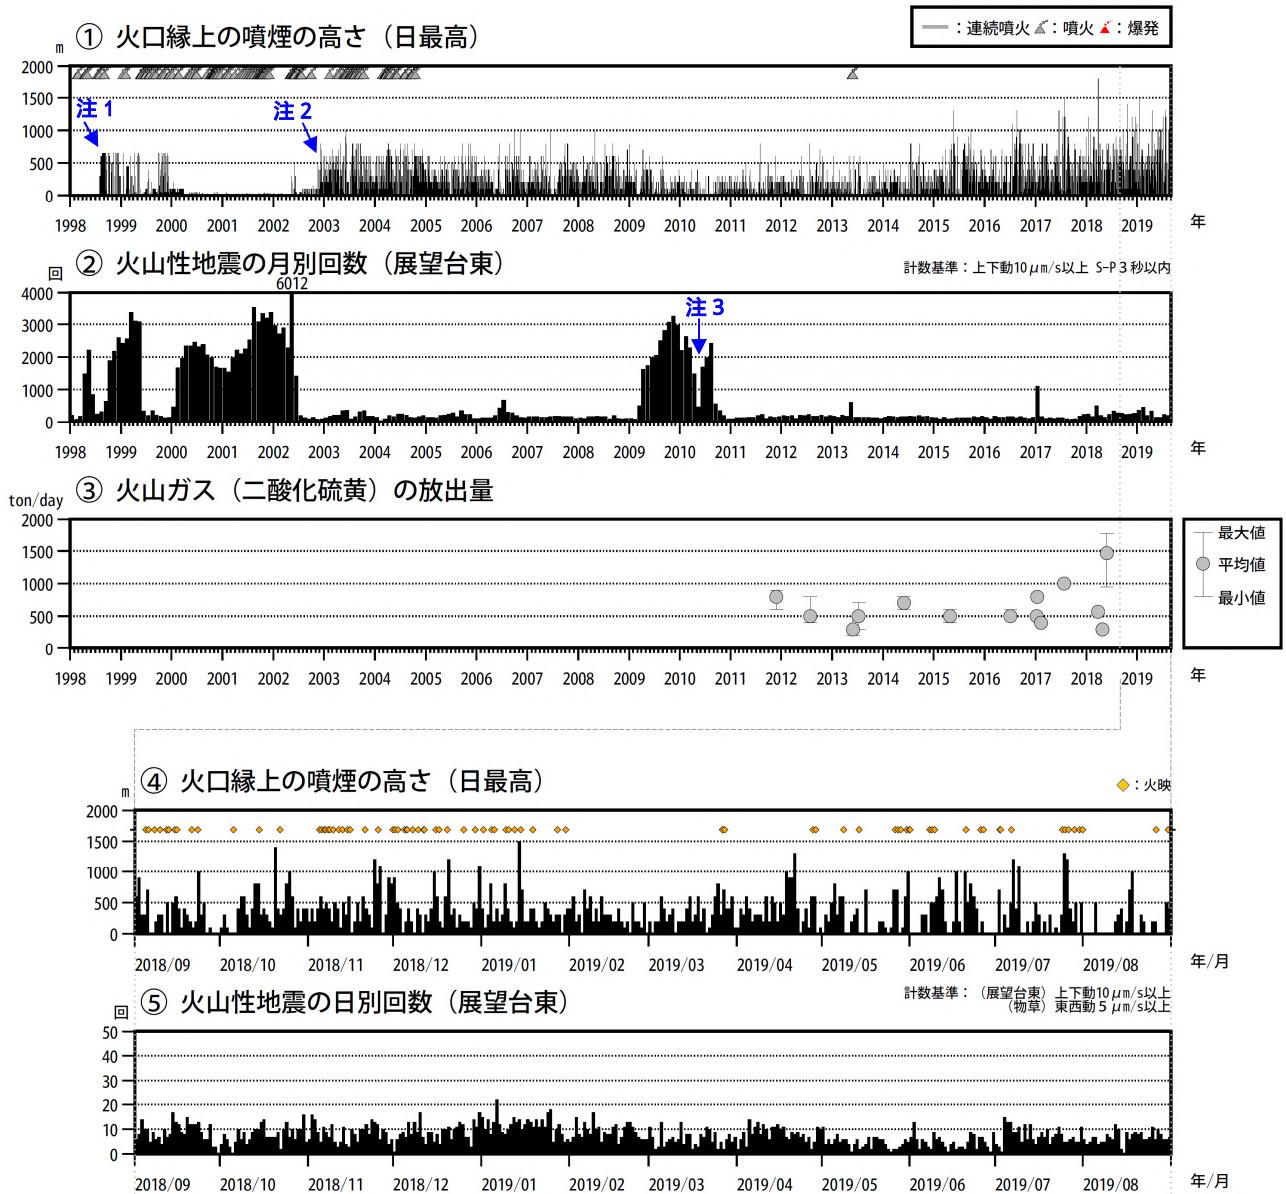 m ① 火口縁上の噴煙の高さ（日最高）
：連続噴火 ：噴火 ：爆発
2000
1500
1000
500
0
注１
注２
1998 1999 2000 2001 2002 2003 2004 2005 2006 2007 2008 2009 2010 2011 2012 2013 2014 2015 2016 2017 2018 2019 年
回 ② 火山性地震の月別回数（展望台東）
計数基準：上下動10μm/s以上 S-P３秒以内
6012
4000
3000
2000
1000
0
注３
1998 1999 2000 2001 2002 2003 2004 2005 2006 2007 2008 2009 2010 2011 2012 2013 2014 2015 2016 2017 2018 2019 年
ton/day ③ 火山ガス（二酸化硫黄）の放出量
2000
1500
1000
500
0
最大値
平均値
最小値
1998 1999 2000 2001 2002 2003 2004 2005 2006 2007 2008 2009 2010 2011 2012 2013 2014 2015 2016 2017 2018 2019 年
m ④ 火口縁上の噴煙の高さ（日最高）
：火映
2000
1500
1000
500
0
2018/09 2018/10 2018/11 2018/12 2019/01 2019/02 2019/03 2019/04 2019/05 2019/06 2019/07 2019/08 年/月
回 ⑤ 火山性地震の日別回数（展望台東）
計数基準：（展望台東）上下動10μm/s以上
（物草）東西動５μm/s以上
50
40
30
20
10
0
2018/09 2018/10 2018/11 2018/12 2019/01 2019/02 2019/03 2019/04 2019/05 2019/06 2019/07 2019/08 年/月